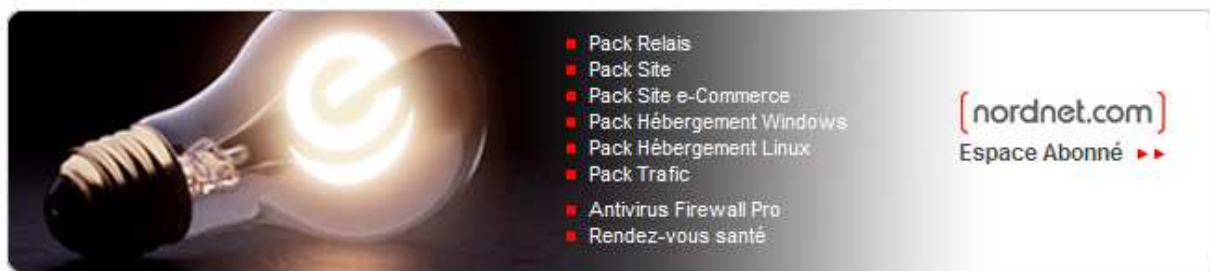 Pack Relais
Pack Site
Pack Site e-Commerce
Pack Hébergement Windows
Pack Hébergement Linux
Pack Trafic
Antivirus Firewall Pro
Rendez-vous santé
[nordnet.com]
Espace Abonné